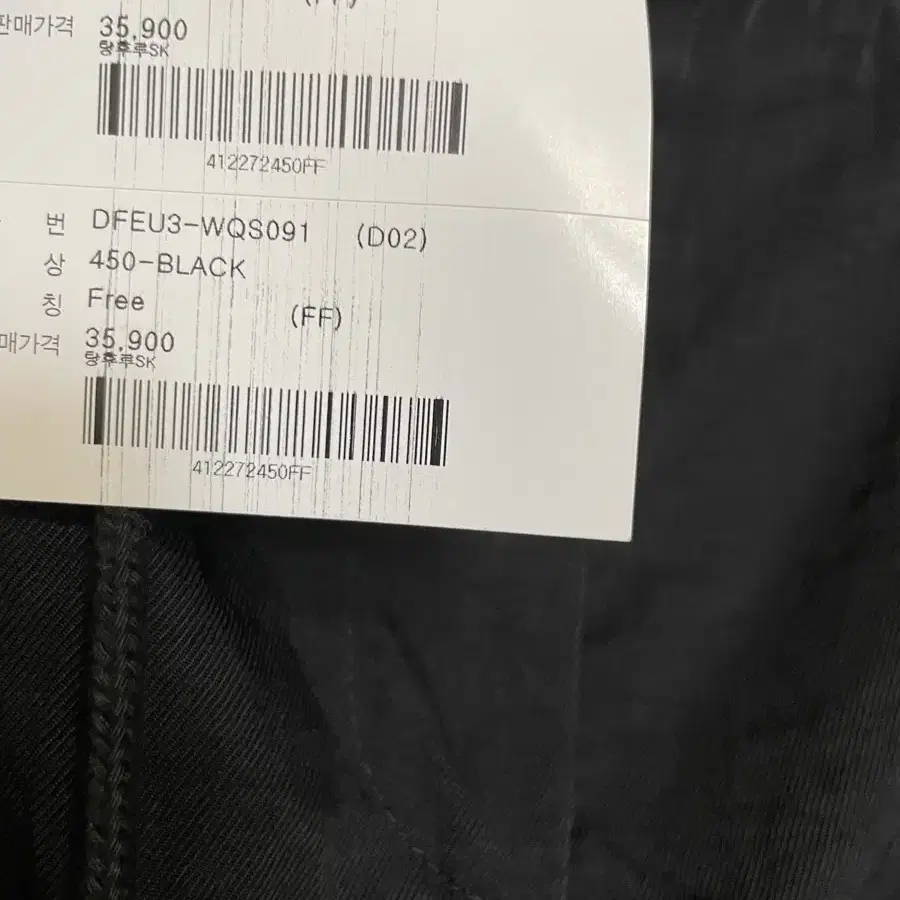 판매가격 35,900
탕후루SK
412272450FF
번 DFEU3-WQS091 (D02)
상 450-BLACK
칭 Free (FF)
매가격 35,900
탕후루SK
412272450FF